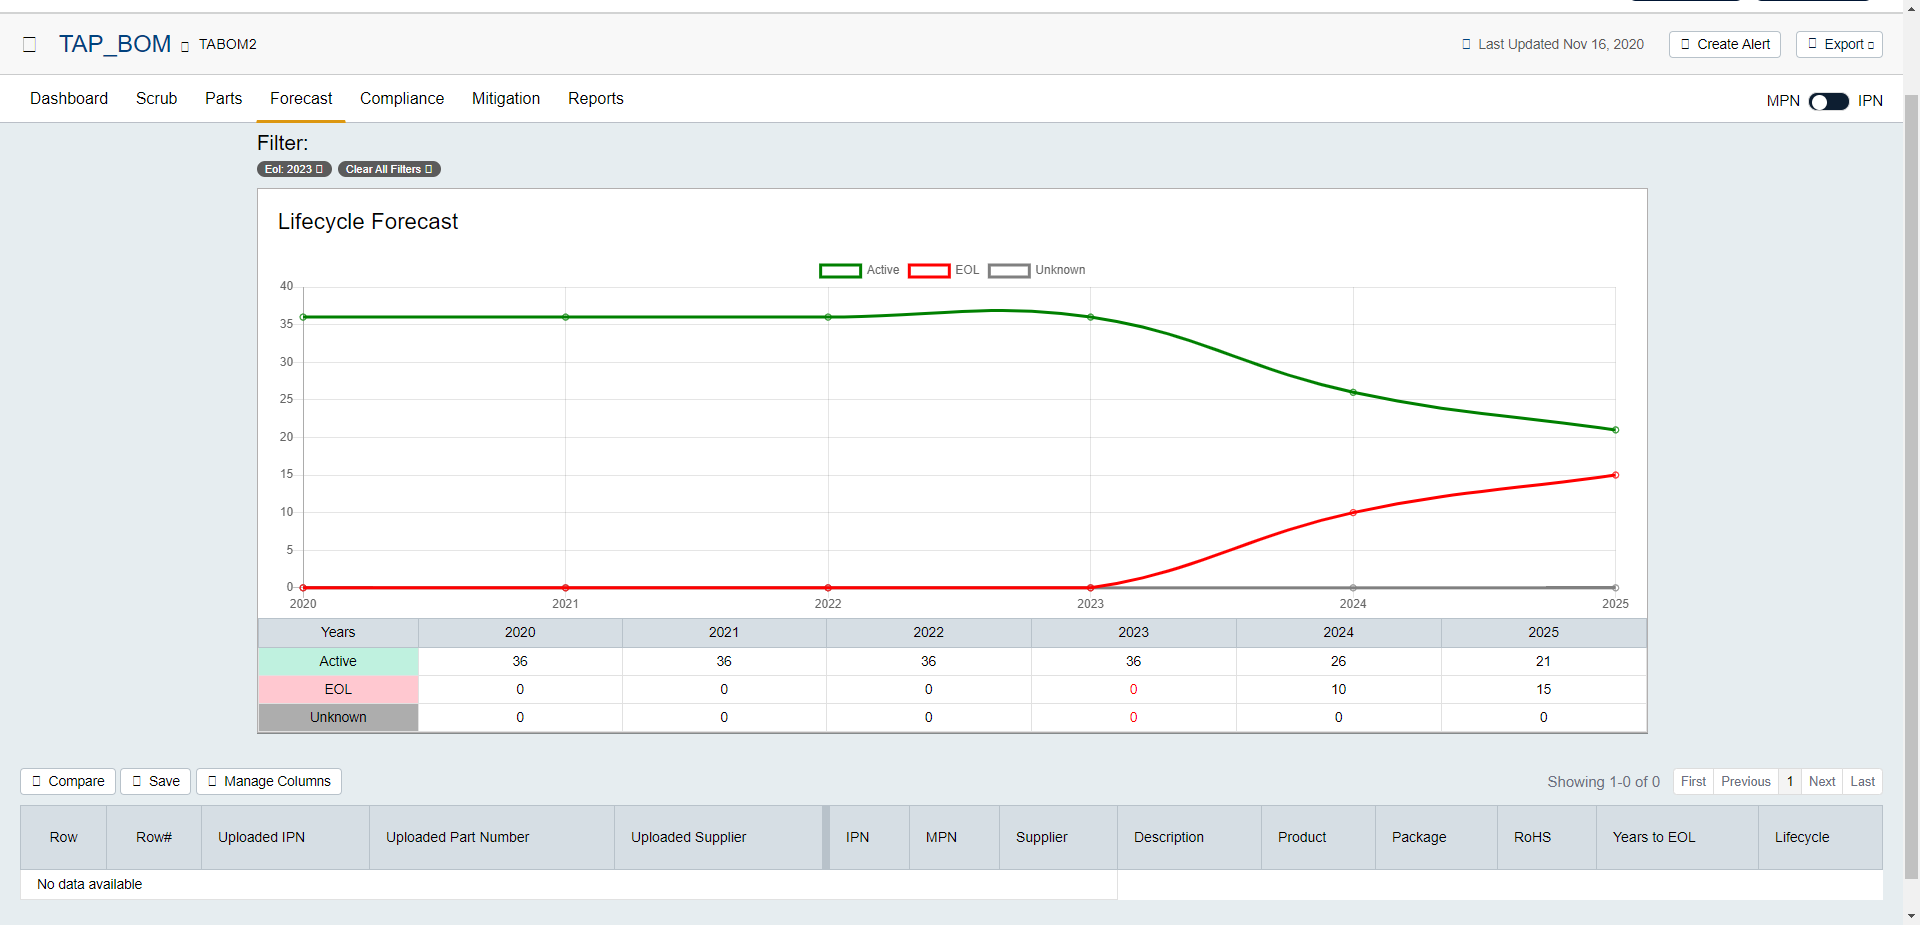 TAP_BOM TABOM2
Last Updated Nov 16, 2020 Create Alert Export
Dashboard Scrub Parts Forecast Compliance Mitigation Reports
MPN IPN
Filter:
Eol: 2023 Clear All Filters
Lifecycle Forecast
Active EOL Unknown
40
35
30
25
20
15
10
5
0
2020 2021 2022 2023 2024 2025
Years 2020 2021 2022 2023 2024 2025
Active 36 36 36 36 26 21
EOL 0 0 0 0 10 15
Unknown 0 0 0 0 0 0
Compare Save Manage Columns
Showing 1-0 of 0 First Previous 1 Next Last
Row Row# Uploaded IPN Uploaded Part Number Uploaded Supplier IPN MPN Supplier Description Product Package RoHS Years to EOL Lifecycle
No data available